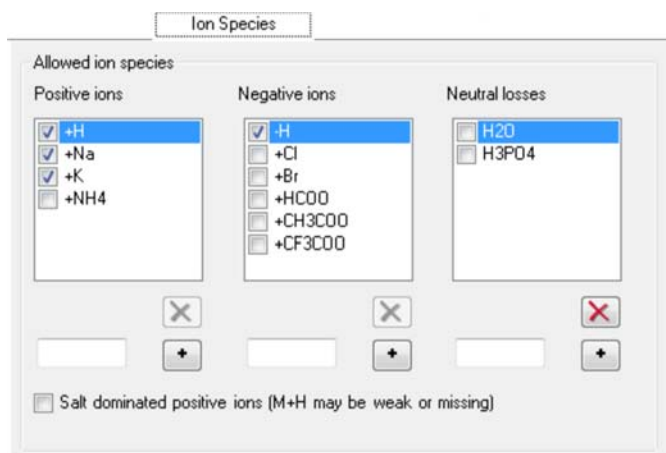 Ion Species
Allowed ion species
Positive ions
+H
+Na
+K
+NH4
Negative ions
-H
+Cl
+Br
+HCOO
+CH3COO
+CF3COO
Neutral losses
H2O
H3PO4
+
+
+
Salt dominated positive ions (M+H may be weak or missing)